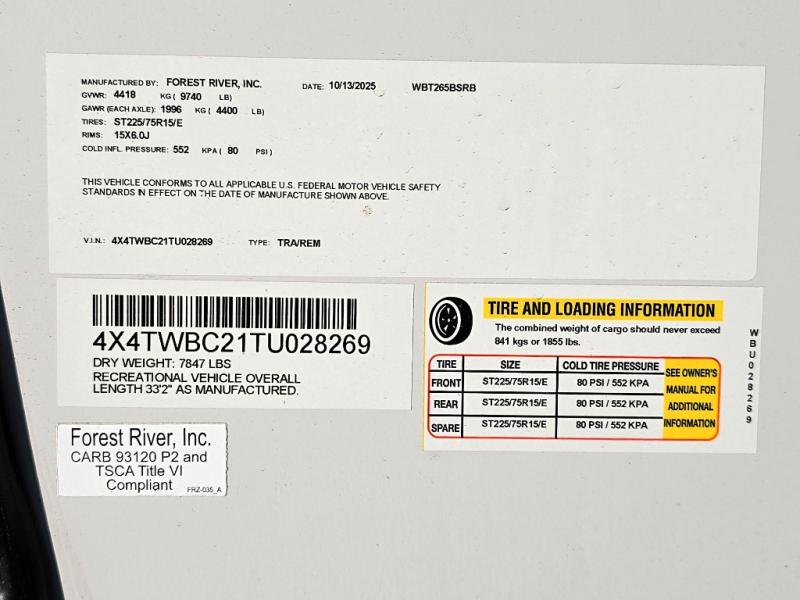 MANUFACTURED BY: FOREST RIVER, INC. DATE: 10/13/2025 WBT265BSRB
GVWR: 4418 KG ( 9740 LB)
GAWR (EACH AXLE): 1996 KG ( 4400 LB)
TIRES: ST225/75R15/E
RIMS: 15X6.0J
COLD INFL. PRESSURE: 552 KPA ( 80 PSI )
THIS VEHICLE CONFORMS TO ALL APPLICABLE U.S. FEDERAL MOTOR VEHICLE SAFETY
STANDARDS IN EFFECT ON THE DATE OF MANUFACTURE SHOWN ABOVE.
V.I.N.: 4X4TWBC21TU028269 TYPE: TRA/REM
4X4TWBC21TU028269
DRY WEIGHT: 7847 LBS
RECREATIONAL VEHICLE OVERALL
LENGTH 33'2" AS MANUFACTURED.
TIRE AND LOADING INFORMATION
The combined weight of cargo should never exceed
841 kgs or 1855 lbs.
TIRE SIZE COLD TIRE PRESSURE
FRONT ST225/75R15/E 80 PSI / 552 KPA
REAR ST225/75R15/E 80 PSI / 552 KPA
SPARE ST225/75R15/E 80 PSI / 552 KPA
SEE OWNER'S
MANUAL FOR
ADDITIONAL
INFORMATION
WBU028269
Forest River, Inc.
CARB 93120 P2 and
TSCA Title VI
Compliant
FRZ-035_A